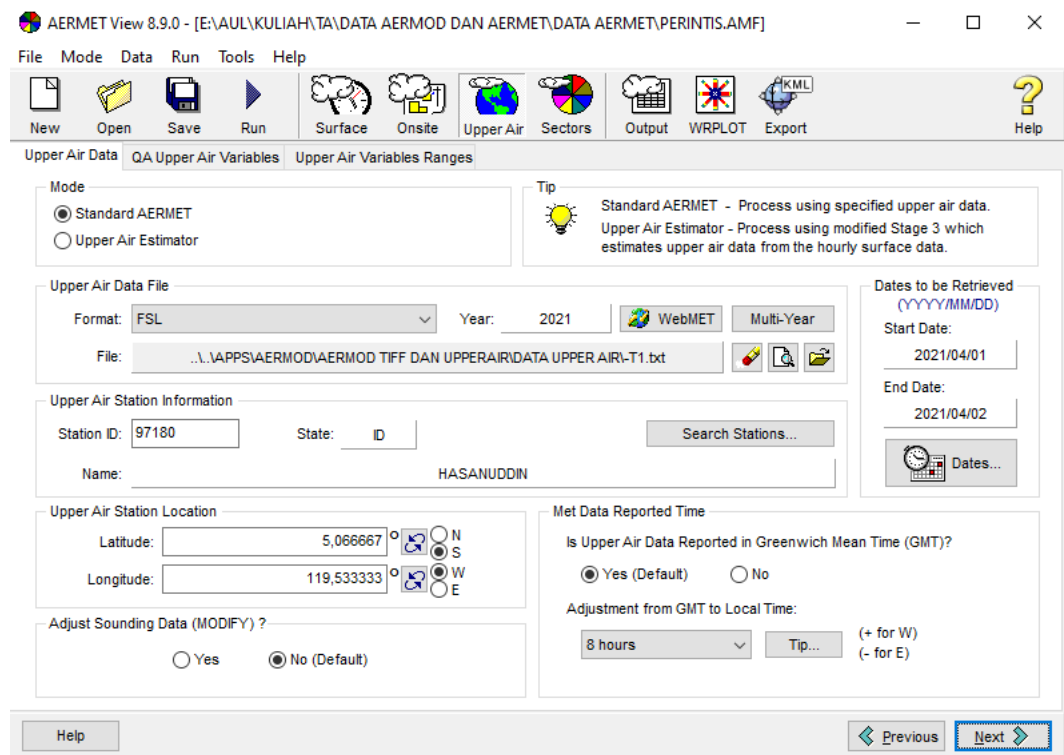 AERMET View 8.9.0 - [E:\AUL\KULIAH\TA\DATA AERMOD DAN AERMET\DATA AERMET\PERINTIS.AMF]
File Mode Data Run Tools Help
New Open Save Run Surface Onsite Upper Air Sectors Output WRPLOT KML Export Help
Upper Air Data QA Upper Air Variables Upper Air Variables Ranges
Mode
Standard AERMET
Upper Air Estimator
Tip
Standard AERMET - Process using specified upper air data.
Upper Air Estimator - Process using modified Stage 3 which
estimates upper air data from the hourly surface data.
Upper Air Data File
Format: FSL Year: 2021 WebMET Multi-Year
File: ..\..\APPS\AERMOD\AERMOD TIFF DAN UPPERAIR\DATA UPPER AIR\-T1.txt
Dates to be Retrieved
(YYYY/MM/DD)
Start Date:
2021/04/01
End Date:
2021/04/02
Dates...
Upper Air Station Information
Station ID: 97180 State: ID Search Stations...
Name: HASANUDDIN
Upper Air Station Location
Latitude: 5,066667 º N
S
Longitude: 119,533333 º W
E
Met Data Reported Time
Is Upper Air Data Reported in Greenwich Mean Time (GMT)?
Yes (Default) No
Adjustment from GMT to Local Time:
8 hours Tip... (+ for W)
(- for E)
Adjust Sounding Data (MODIFY) ?
Yes No (Default)
Help Previous Next